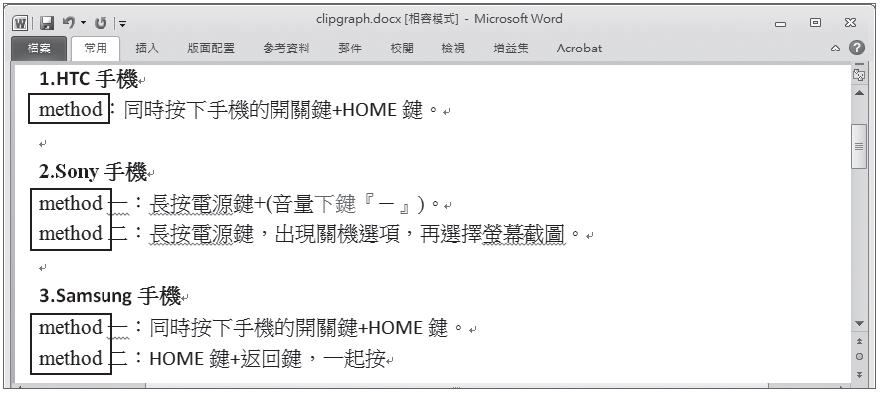 clipgraph.docx [相容模式] - Microsoft Word
檔案 常用 插入 版面配置 參考資料 郵件 校閱 檢視 增益集 Acrobat
1.HTC 手機
method：同時按下手機的開關鍵+HOME 鍵。
2.Sony 手機
method 一：長按電源鍵+(音量下鍵『－』)。
method 二：長按電源鍵，出現關機選項，再選擇螢幕截圖。
3.Samsung 手機
method 一：同時按下手機的開關鍵+HOME 鍵。
method 二：HOME 鍵+返回鍵，一起按